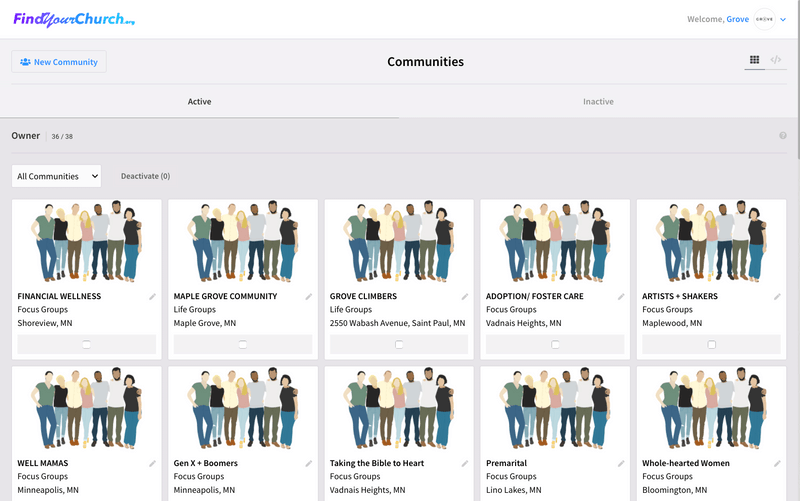 FindYourChurch.org
Welcome, Grove
GROVE
New Community
Communities
Active
Inactive
Owner
36 / 38
All Communities
Deactivate (0)
FINANCIAL WELLNESS
Focus Groups
Shoreview, MN
MAPLE GROVE COMMUNITY
Life Groups
Maple Grove, MN
GROVE CLIMBERS
Life Groups
2550 Wabash Avenue, Saint Paul, MN
ADOPTION/ FOSTER CARE
Focus Groups
Vadnais Heights, MN
ARTISTS + SHAKERS
Focus Groups
Maplewood, MN
WELL MAMAS
Focus Groups
Minneapolis, MN
Gen X + Boomers
Focus Groups
Minneapolis, MN
Taking the Bible to Heart
Focus Groups
Vadnais Heights, MN
Premarital
Focus Groups
Lino Lakes, MN
Whole-hearted Women
Focus Groups
Bloomington, MN